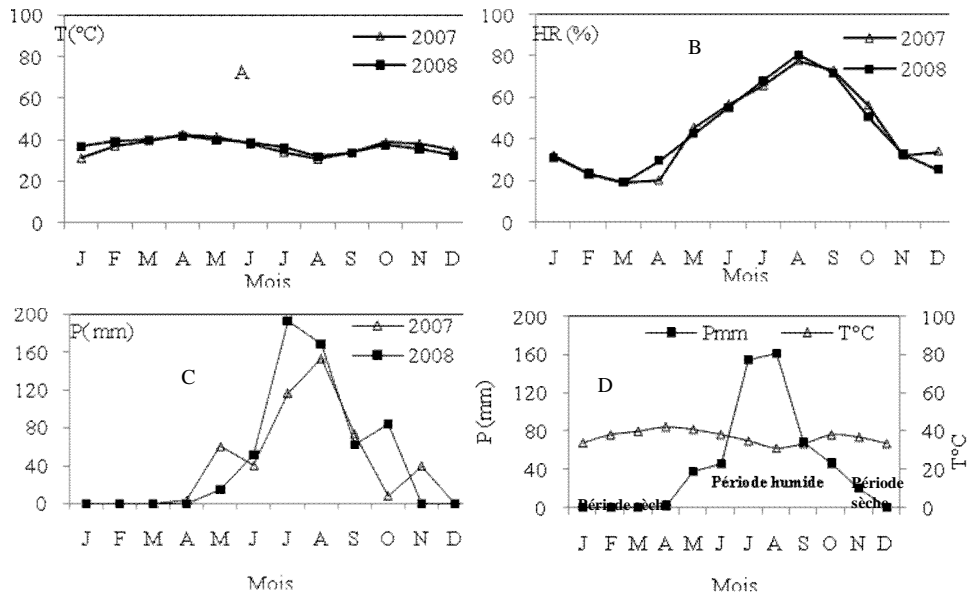 100
80
60
40
20
0
T(°C)
A
2007
2008
J F M A M J J A S O N D
Mois
100
80
60
40
20
0
HR (%)
B
2007
2008
J F M A M J J A S O N D
Mois
200
160
120
80
40
0
P(mm)
C
2007
2008
J F M A M J J A S O N D
Mois
200
160
120
80
40
0
P(mm)
Pmm
T°C
D
Période humide
Période sèch
Période
sèche
100
80
60
40
20
0
T°C
J F M A M J J A S O N D
Mois